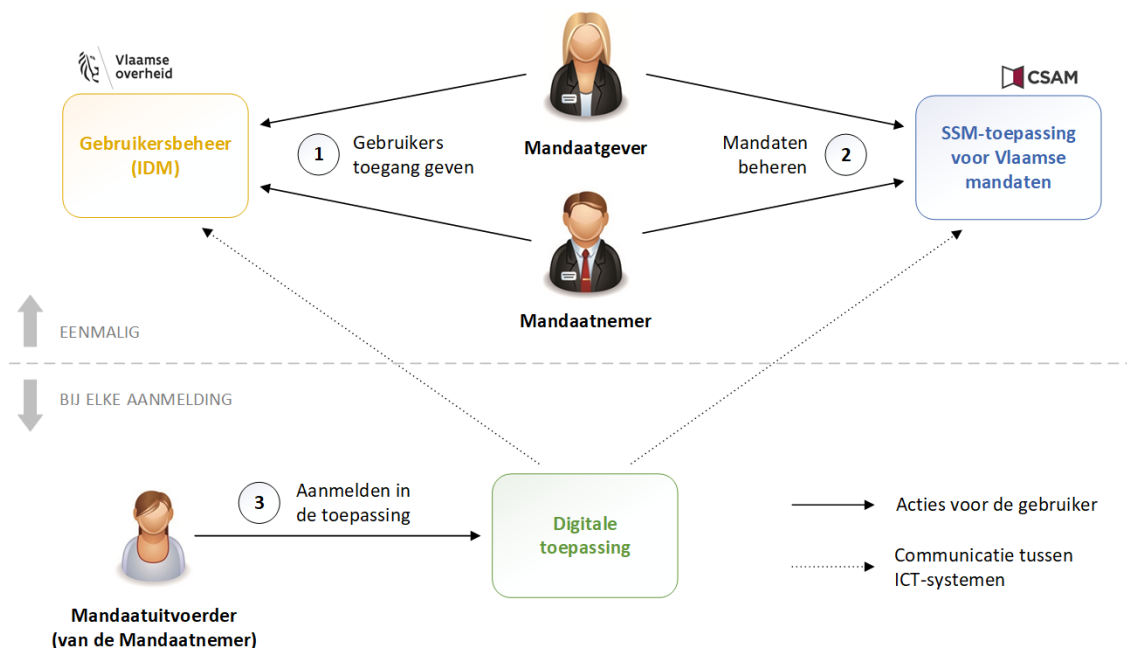 Vlaamse
overheid
CSAM
Gebruikersbeheer
(IDM)
1
Gebruikers
toegang geven
Mandaatgever
Mandaten
beheren
2
SSM-toepassing
voor Vlaamse
mandaten
Mandaatnemer
EENMALIG
BIJ ELKE AANMELDING
3
Aanmelden in
de toepassing
Digitale
toepassing
Acties voor de gebruiker
Communicatie tussen
ICT-systemen
Mandaatuitvoerder
(van de Mandaatnemer)